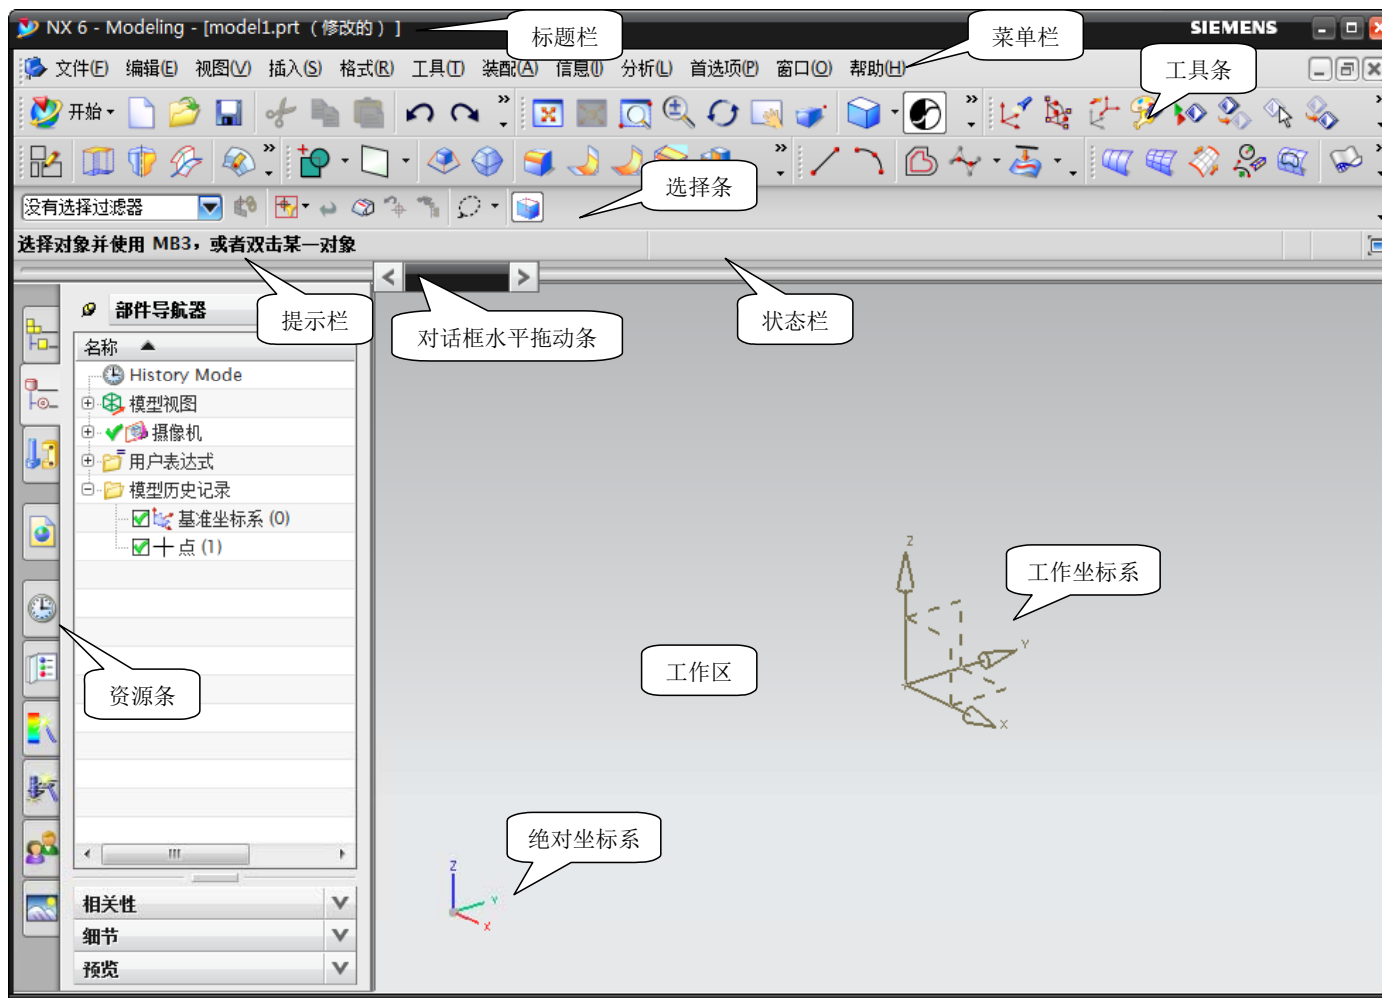 NX 6 - Modeling - [model1.prt （修改的）]
SIEMENS
标题栏
菜单栏
文件(F) 编辑(E) 视图(V) 插入(S) 格式(R) 工具(T) 装配(A) 信息(I) 分析(L) 首选项(P) 窗口(O) 帮助(H)
工具条
开始
选择条
没有选择过滤器
选择对象并使用 MB3，或者双击某一对象
提示栏
对话框水平拖动条
状态栏
部件导航器
名称
History Mode
模型视图
摄像机
用户表达式
模型历史记录
基准坐标系 (0)
点 (1)
Z
工作坐标系
Y
工作区
资源条
X
绝对坐标系
Z
Y
X
相关性
细节
预览